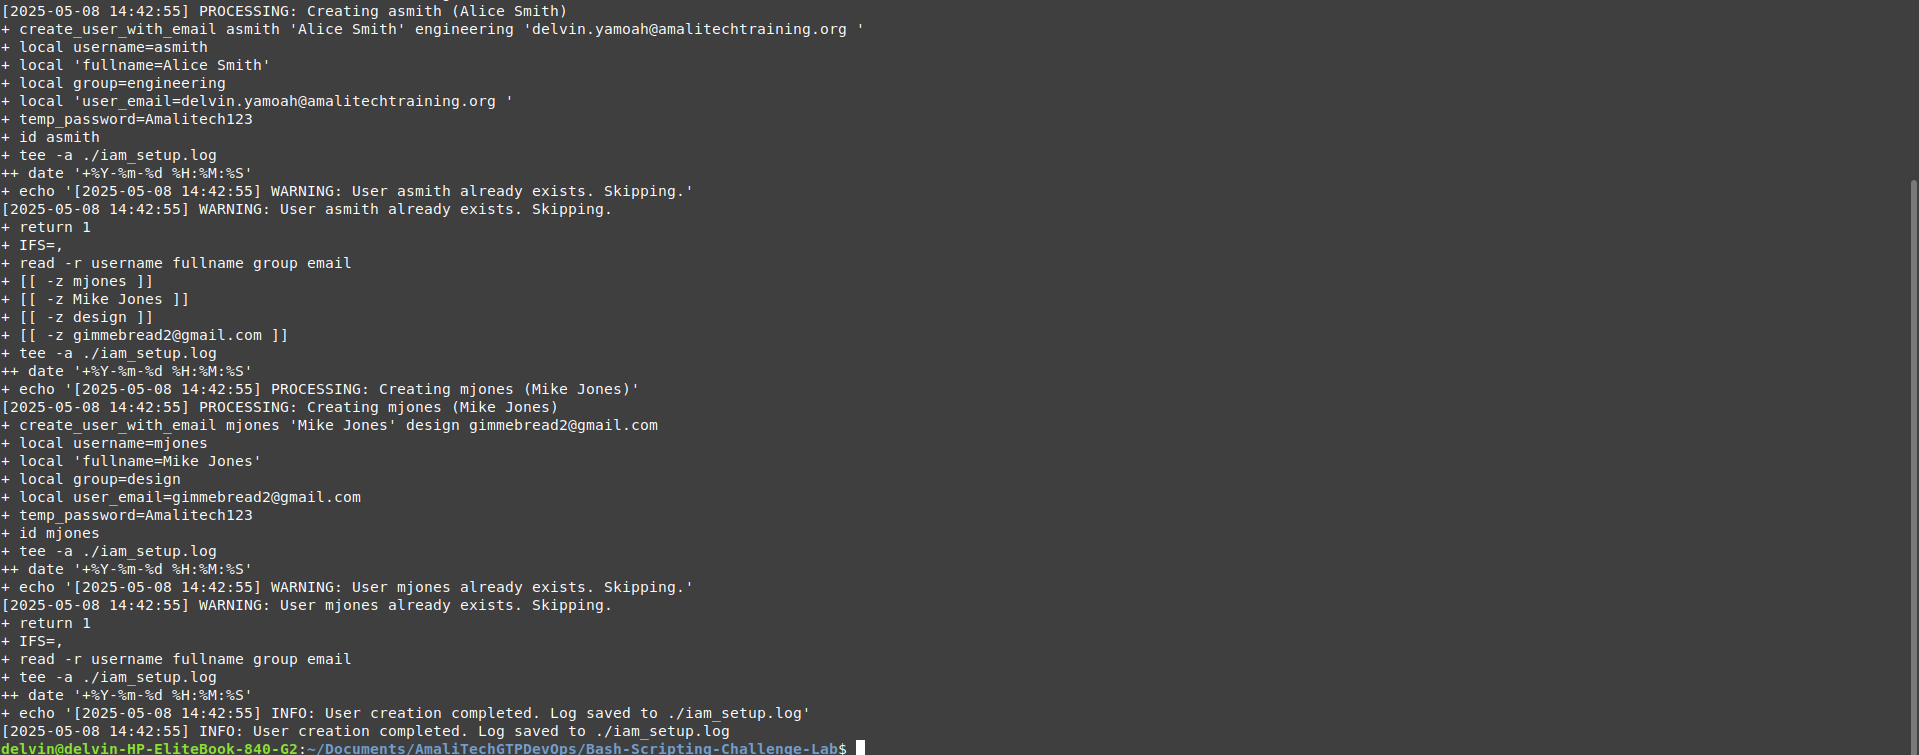 [2025-05-08 14:42:55] PROCESSING: Creating asmith (Alice Smith)
+ create_user_with_email asmith 'Alice Smith' engineering 'delvin.yamoah@amalitechtraining.org '
+ local username=asmith
+ local 'fullname=Alice Smith'
+ local group=engineering
+ local 'user_email=delvin.yamoah@amalitechtraining.org '
+ temp_password=Amalitech123
+ id asmith
+ tee -a ./iam_setup.log
++ date '+%Y-%m-%d %H:%M:%S'
+ echo '[2025-05-08 14:42:55] WARNING: User asmith already exists. Skipping.'
[2025-05-08 14:42:55] WARNING: User asmith already exists. Skipping.
+ return 1
+ IFS=,
+ read -r username fullname group email
+ [[ -z mjones ]]
+ [[ -z Mike Jones ]]
+ [[ -z design ]]
+ [[ -z gimmebread2@gmail.com ]]
+ tee -a ./iam_setup.log
++ date '+%Y-%m-%d %H:%M:%S'
+ echo '[2025-05-08 14:42:55] PROCESSING: Creating mjones (Mike Jones)'
[2025-05-08 14:42:55] PROCESSING: Creating mjones (Mike Jones)
+ create_user_with_email mjones 'Mike Jones' design gimmebread2@gmail.com
+ local username=mjones
+ local 'fullname=Mike Jones'
+ local group=design
+ local user_email=gimmebread2@gmail.com
+ temp_password=Amalitech123
+ id mjones
+ tee -a ./iam_setup.log
++ date '+%Y-%m-%d %H:%M:%S'
+ echo '[2025-05-08 14:42:55] WARNING: User mjones already exists. Skipping.'
[2025-05-08 14:42:55] WARNING: User mjones already exists. Skipping.
+ return 1
+ IFS=,
+ read -r username fullname group email
+ tee -a ./iam_setup.log
++ date '+%Y-%m-%d %H:%M:%S'
+ echo '[2025-05-08 14:42:55] INFO: User creation completed. Log saved to ./iam_setup.log'
[2025-05-08 14:42:55] INFO: User creation completed. Log saved to ./iam_setup.log
delvin@delvin-HP-EliteBook-840-G2:~/Documents/AmaliTechGTPDevOps/Bash-Scripting-Challenge-Lab$